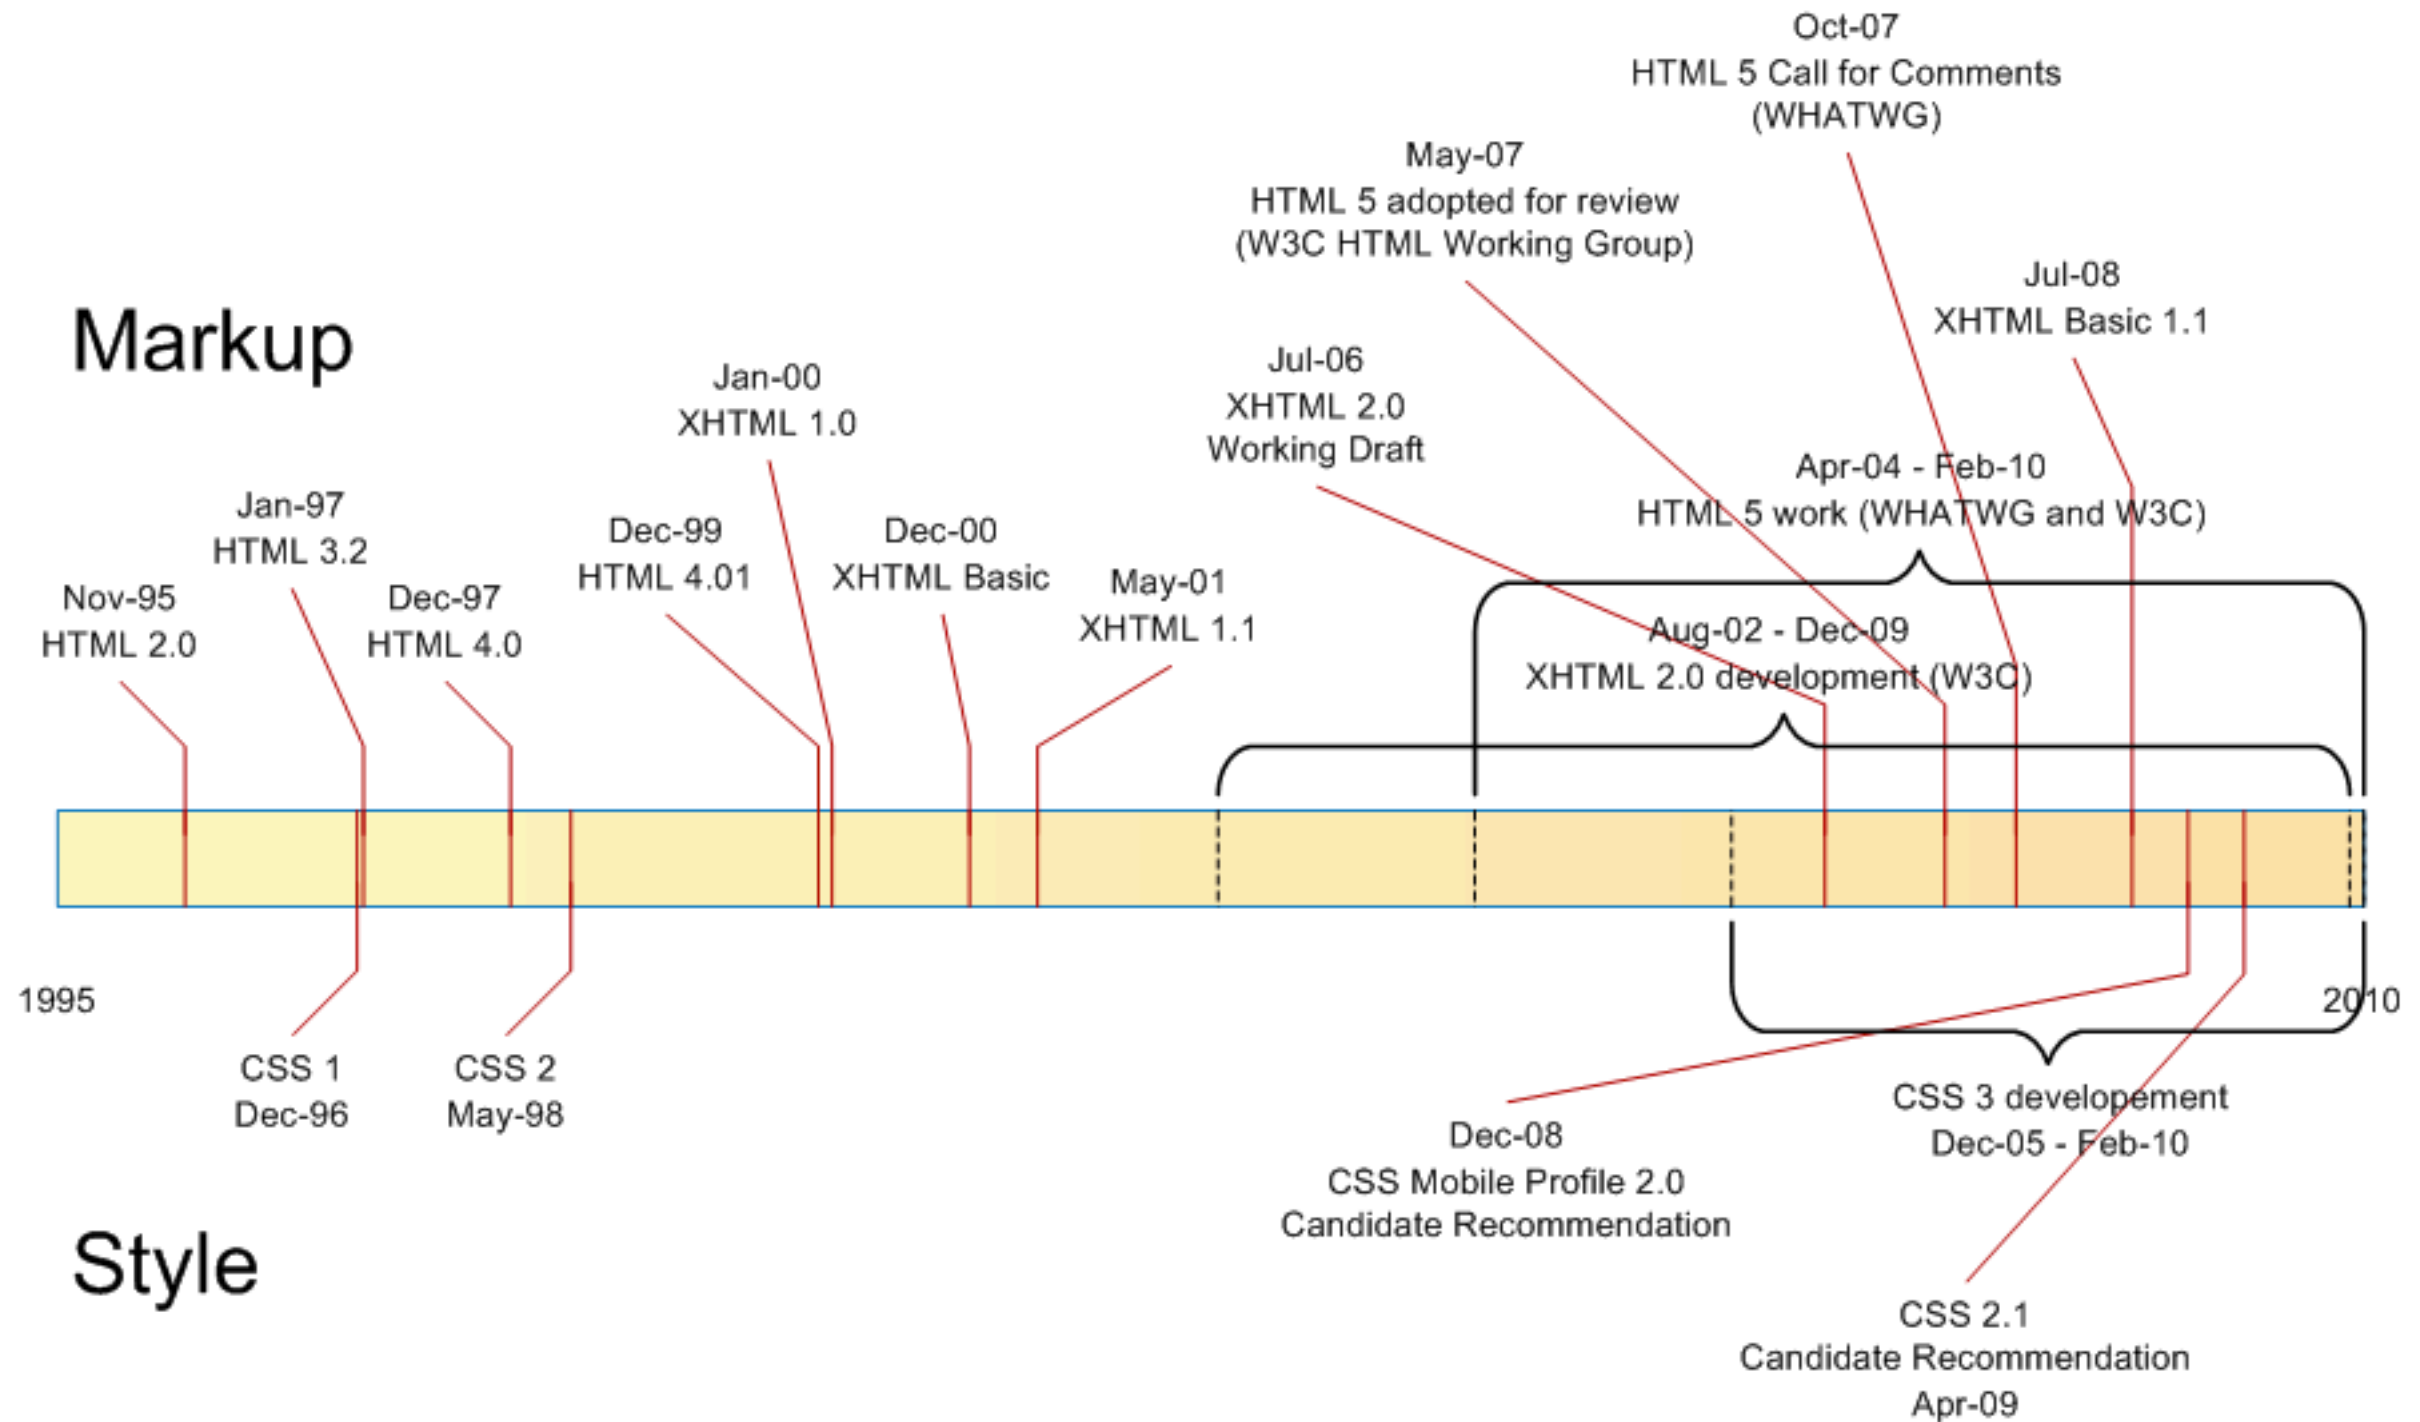 Oct-07
HTML 5 Call for Comments
(WHATWG)
May-07
HTML 5 adopted for review
(W3C HTML Working Group)
Jul-08
XHTML Basic 1.1
Markup
Jul-06
XHTML 2.0
Working Draft
Jan-00
XHTML 1.0
Apr-04 - Feb-10
HTML 5 work (WHATWG and W3C)
Jan-97
HTML 3.2
Dec-99
HTML 4.01
Dec-00
XHTML Basic
May-01
XHTML 1.1
Nov-95
HTML 2.0
Dec-97
HTML 4.0
Aug-02 - Dec-09
XHTML 2.0 development (W3C)
1995
2010
CSS 1
Dec-96
CSS 2
May-98
CSS 3 developement
Dec-05 - Feb-10
Dec-08
CSS Mobile Profile 2.0
Candidate Recommendation
Style
CSS 2.1
Candidate Recommendation
Apr-09